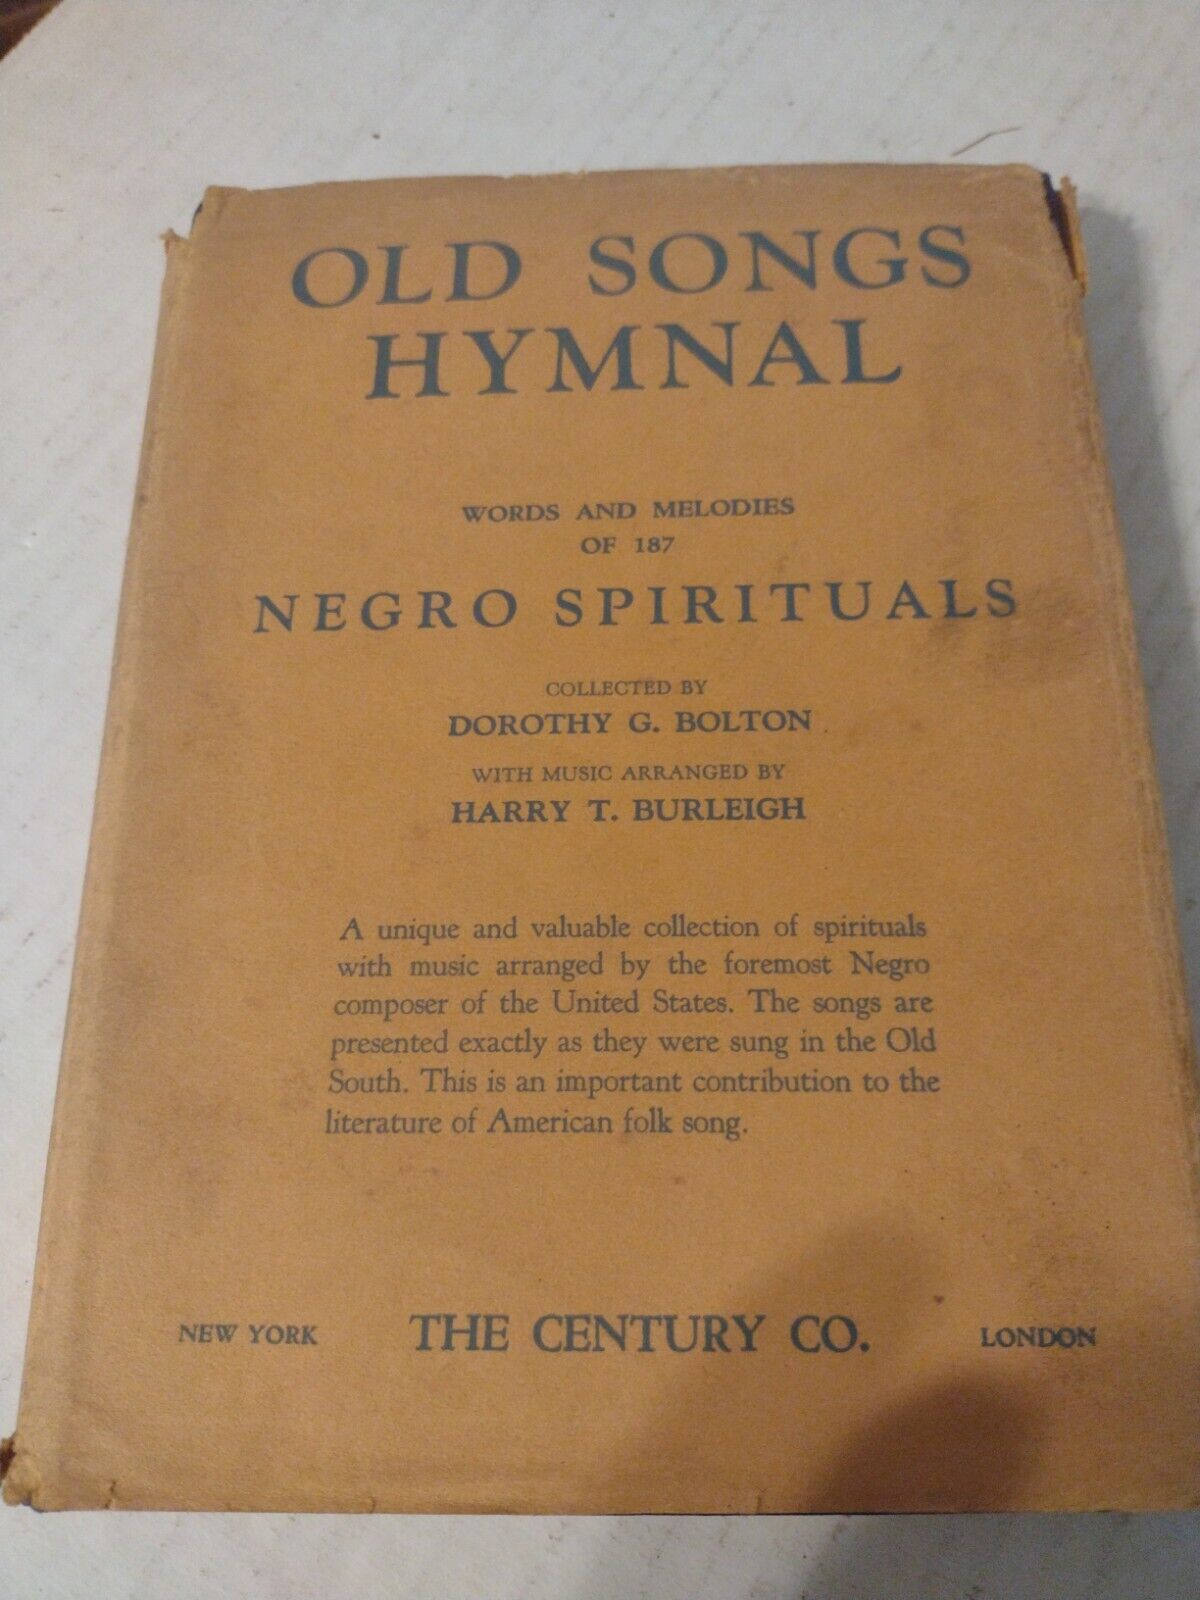 OLD SONGS
HYMNAL
WORDS AND MELODIES
OF 187
NEGRO SPIRITUALS
COLLECTED BY
DOROTHY G. BOLTON
WITH MUSIC ARRANGED BY
HARRY T. BURLEIGH
A unique and valuable collection of spirituals
with music arranged by the foremost Negro
composer of the United States. The songs are
presented exactly as they were sung in the Old
South. This is an important contribution to the
literature of American folk song.
NEW YORK THE CENTURY CO. LONDON